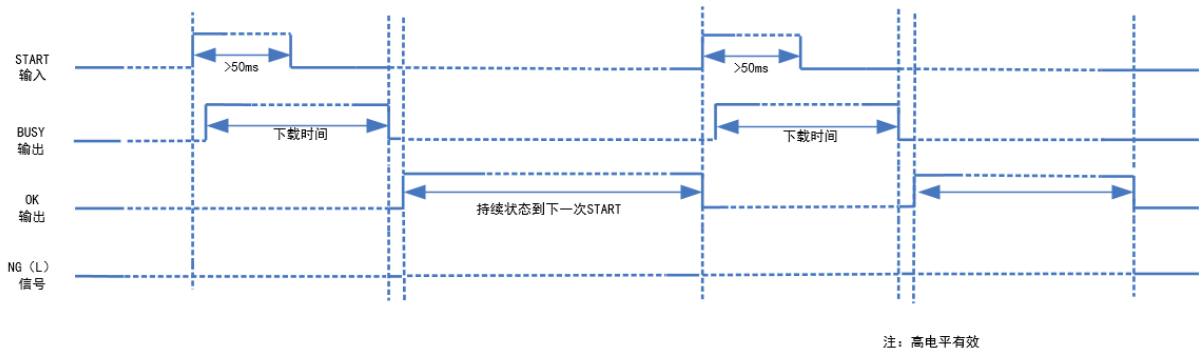 START
输入
>50ms
>50ms
BUSY
输出
下载时间
下载时间
OK
输出
持续状态到下一次START
NG（L）
信号
注：高电平有效